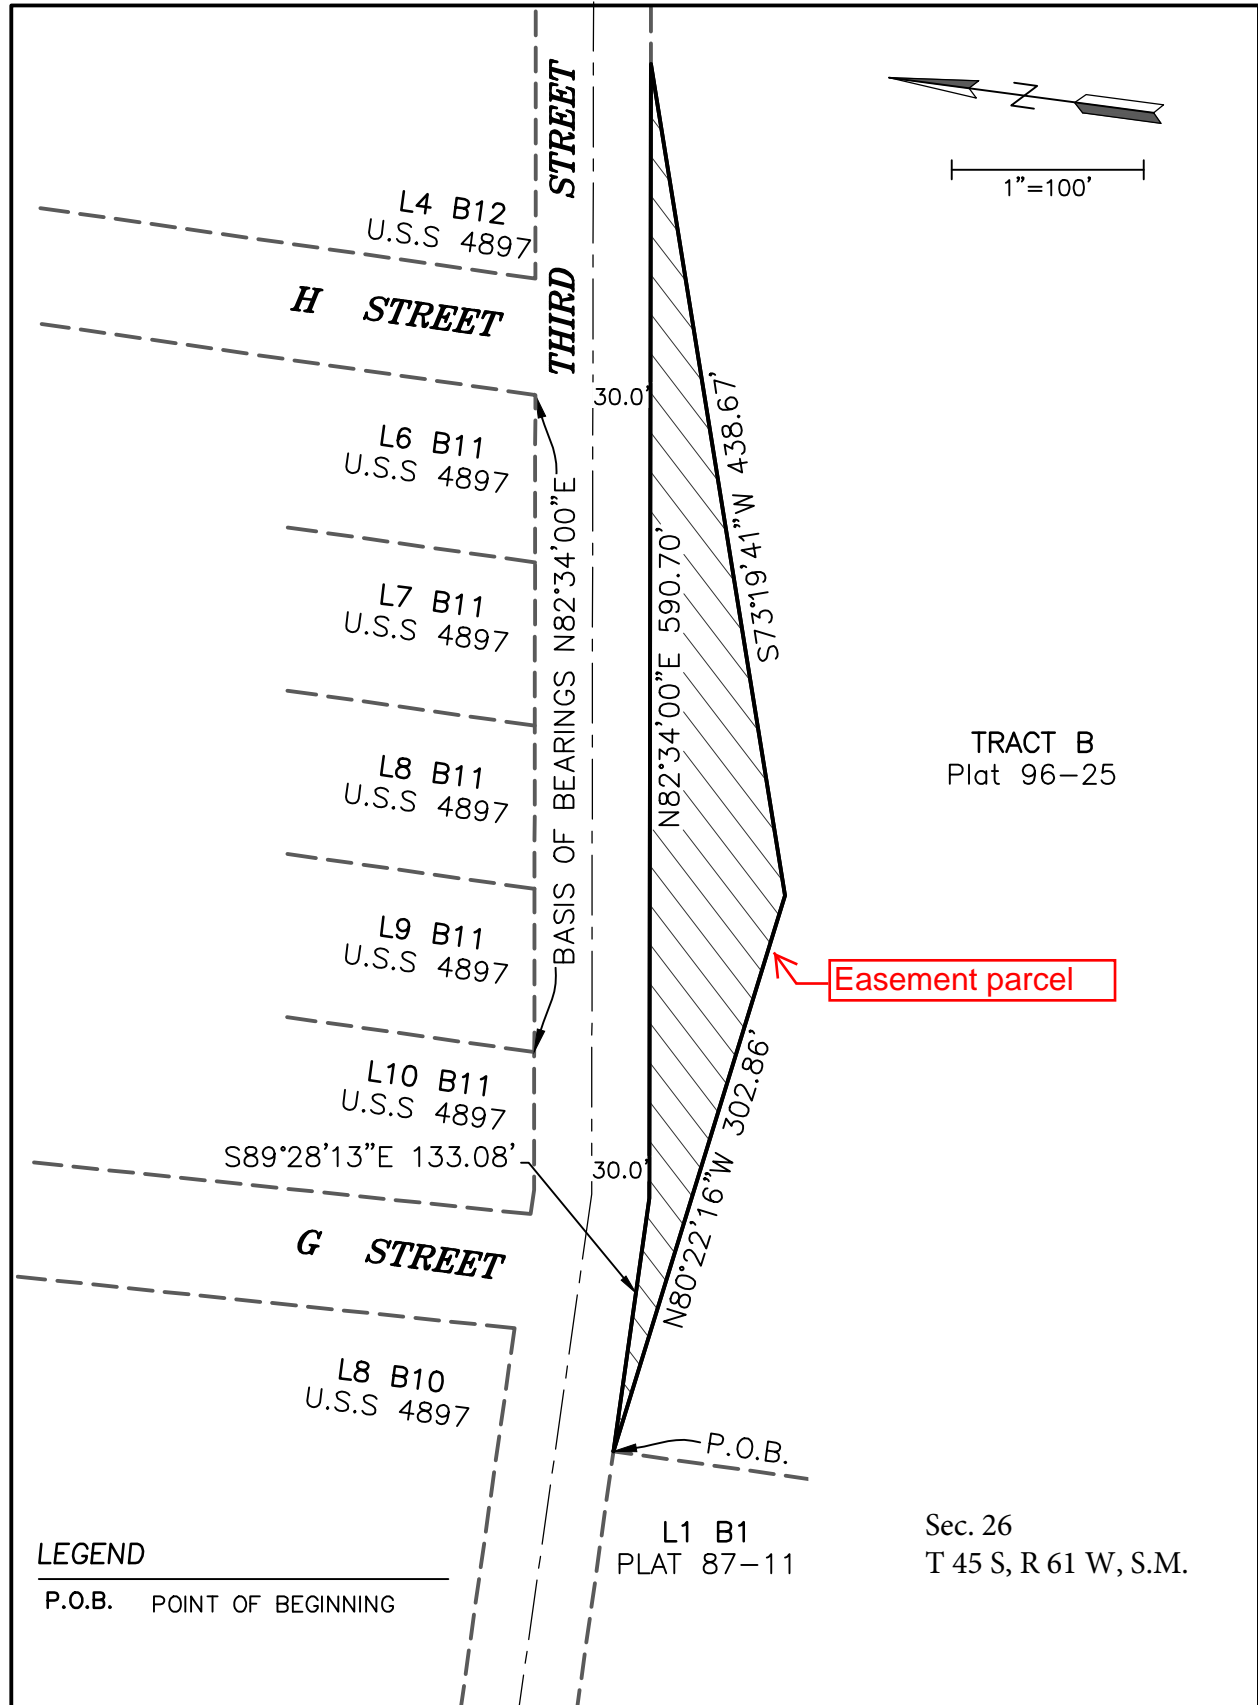 THIRD STREET
N
1"=100'
L4 B12
U.S.S 4897
H STREET
30.0'
L6 B11
U.S.S 4897
S73°19'41"W 438.67'
BASIS OF BEARINGS N82°34'00"E
N82°34'00"E 590.70'
L7 B11
U.S.S 4897
TRACT B
Plat 96-25
L8 B11
U.S.S 4897
L9 B11
U.S.S 4897
Easement parcel
L10 B11
U.S.S 4897
N80°22'16"W 302.86'
S89°28'13"E 133.08'
30.0'
G STREET
L8 B10
U.S.S 4897
P.O.B.
L1 B1
PLAT 87-11
Sec. 26
T 45 S, R 61 W, S.M.
LEGEND
P.O.B. POINT OF BEGINNING